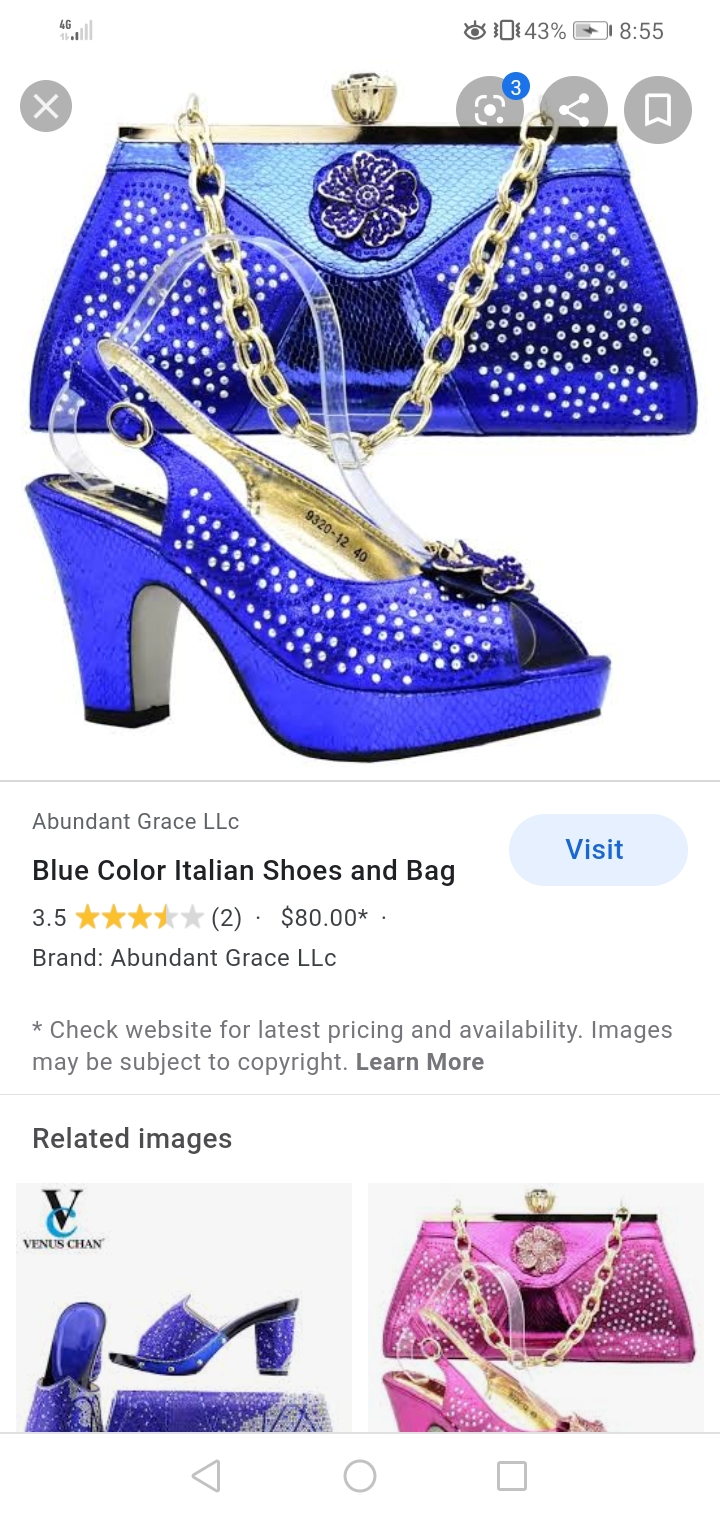 4G
43%
8:55
3
9320-12 40
Abundant Grace LLc
Visit
Blue Color Italian Shoes and Bag
3.5 (2) · $80.00* ·
Brand: Abundant Grace LLc
* Check website for latest pricing and availability. Images
may be subject to copyright. Learn More
Related images
VC
VENUS CHAN